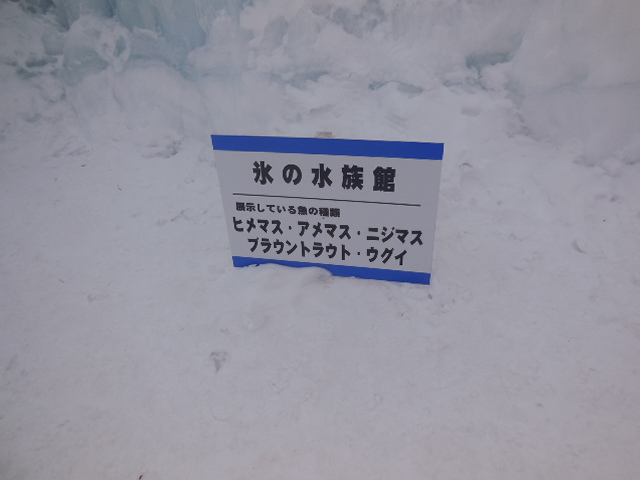 氷の水族館
展示している魚の種類
ヒメマス・アメマス・ニジマス
ブラウントラウト・ウグイ